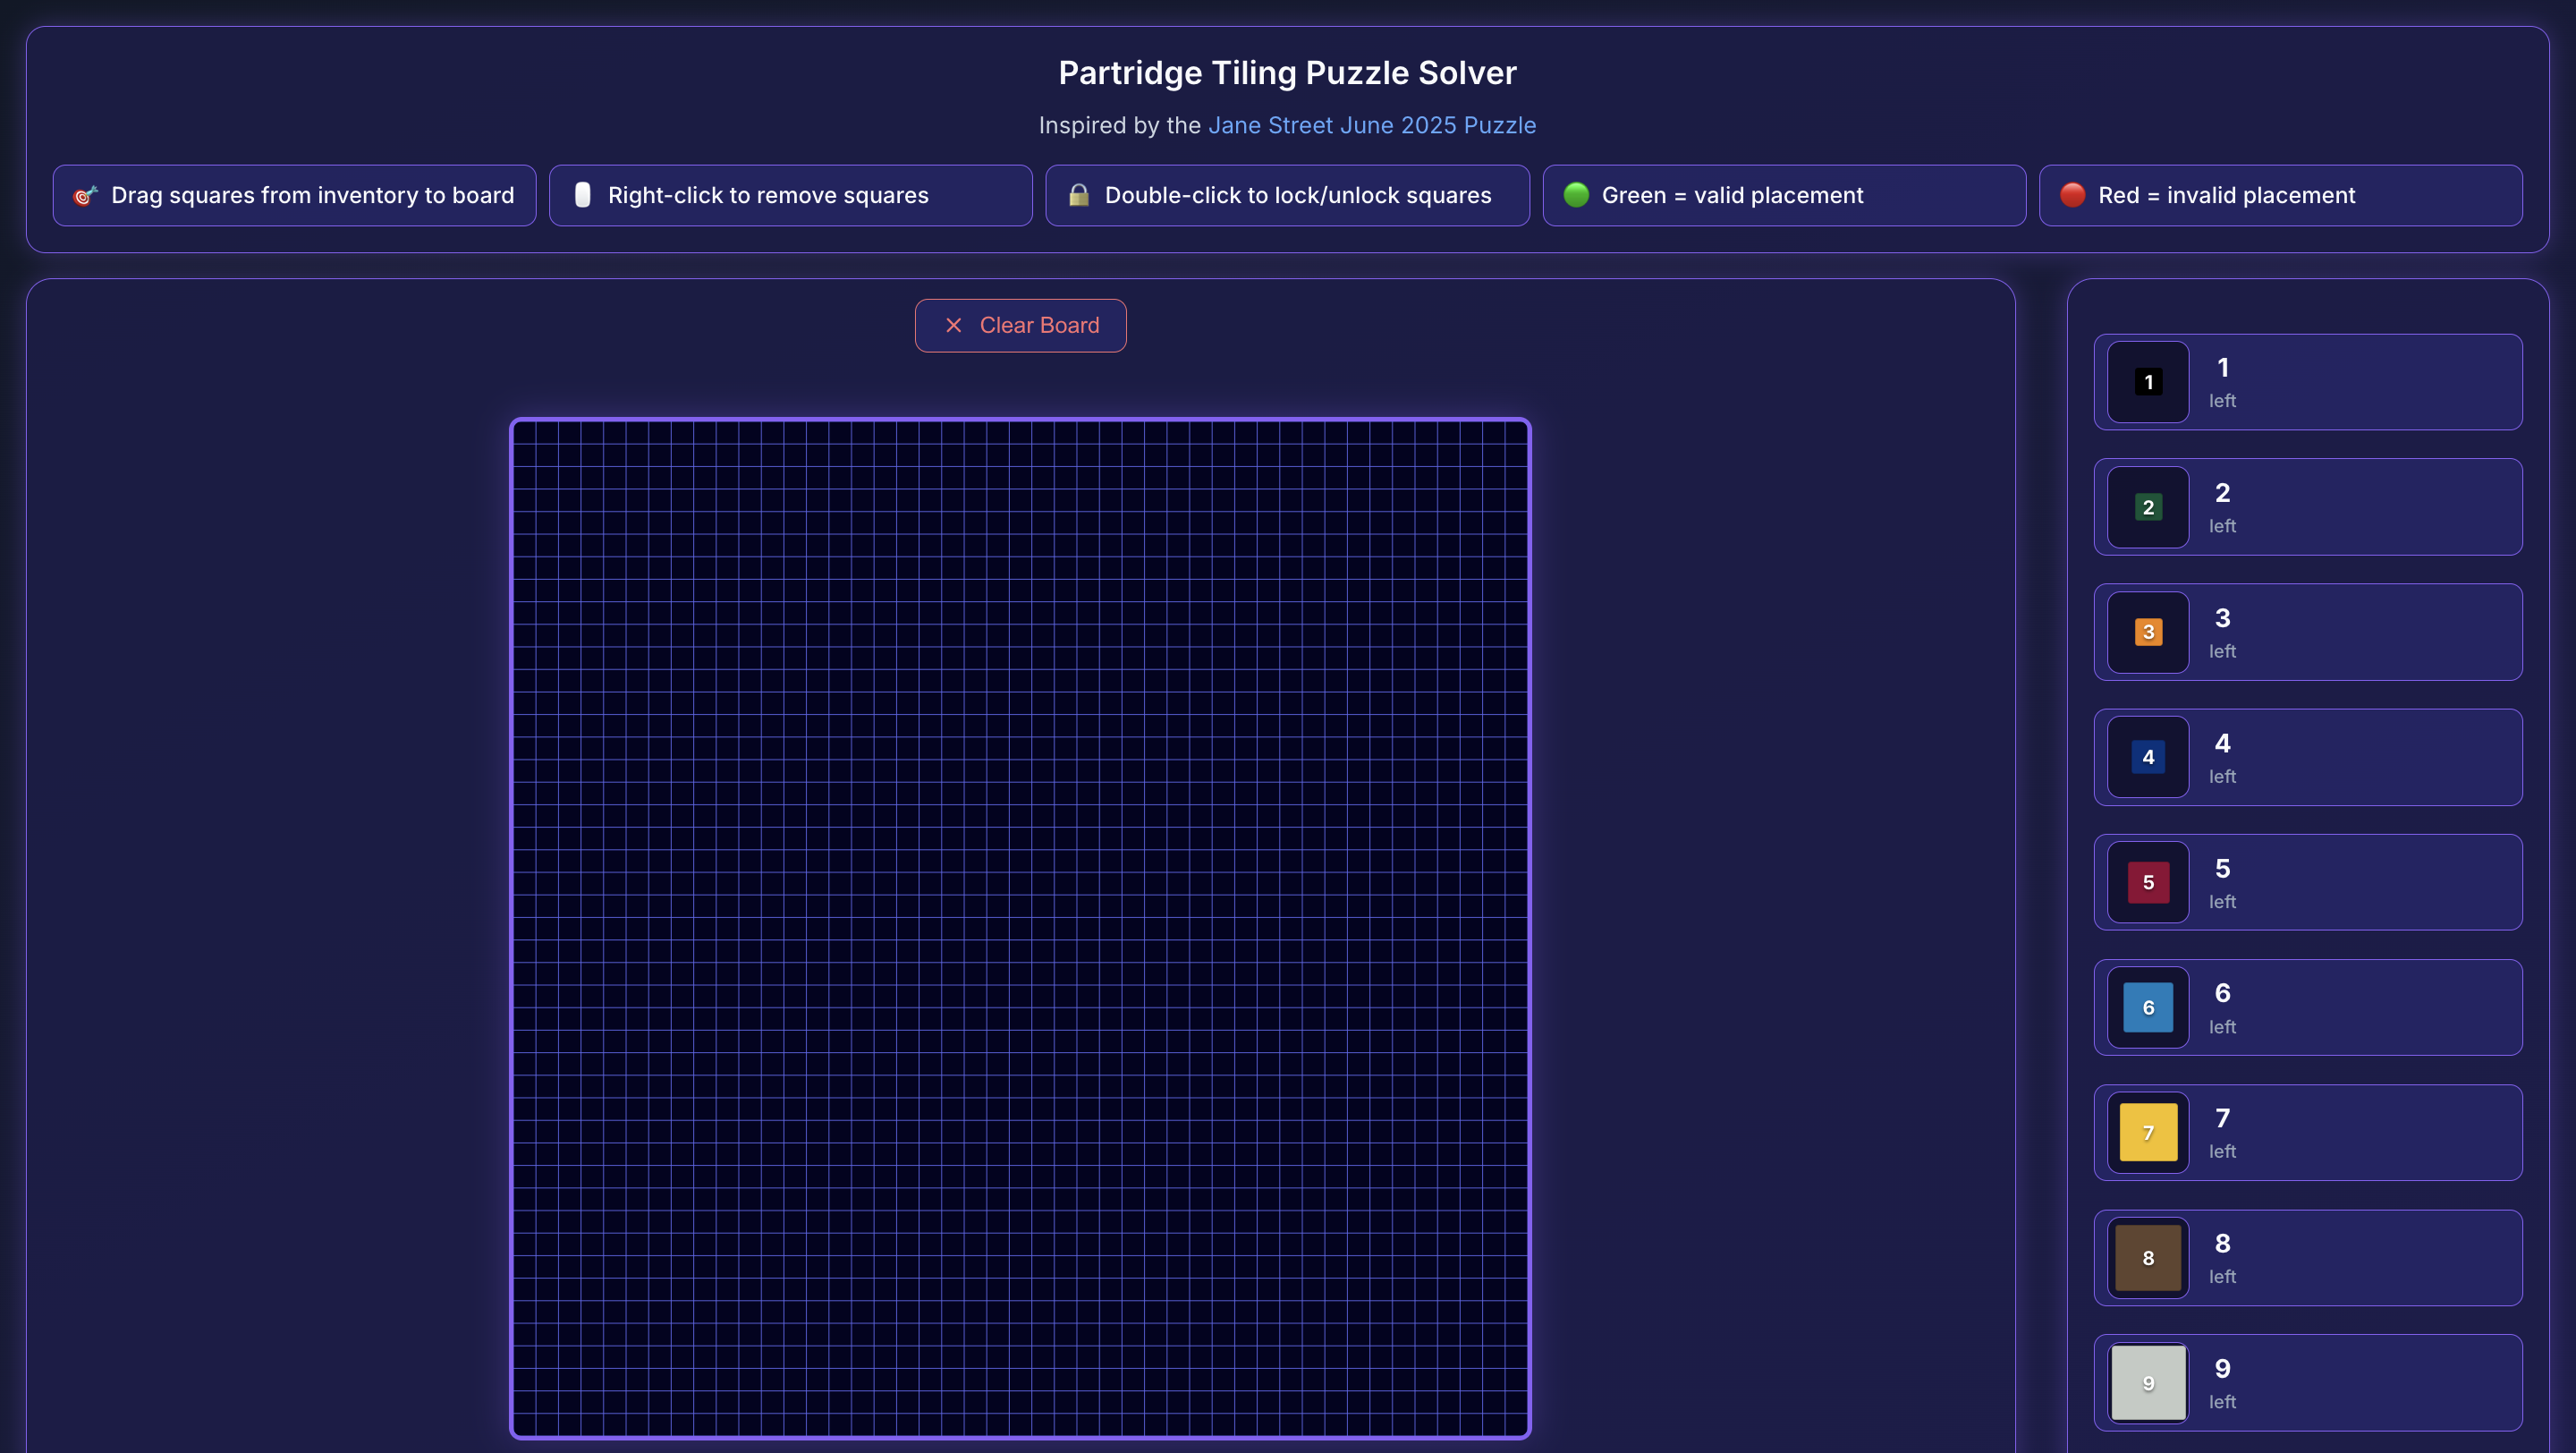 Partridge Tiling Puzzle Solver
Inspired by the Jane Street June 2025 Puzzle
Drag squares from inventory to board
Right-click to remove squares
Double-click to lock/unlock squares
Green = valid placement
Red = invalid placement
Clear Board
1
1
left
2
2
left
3
3
left
4
4
left
5
5
left
6
6
left
7
7
left
8
8
left
9
9
left